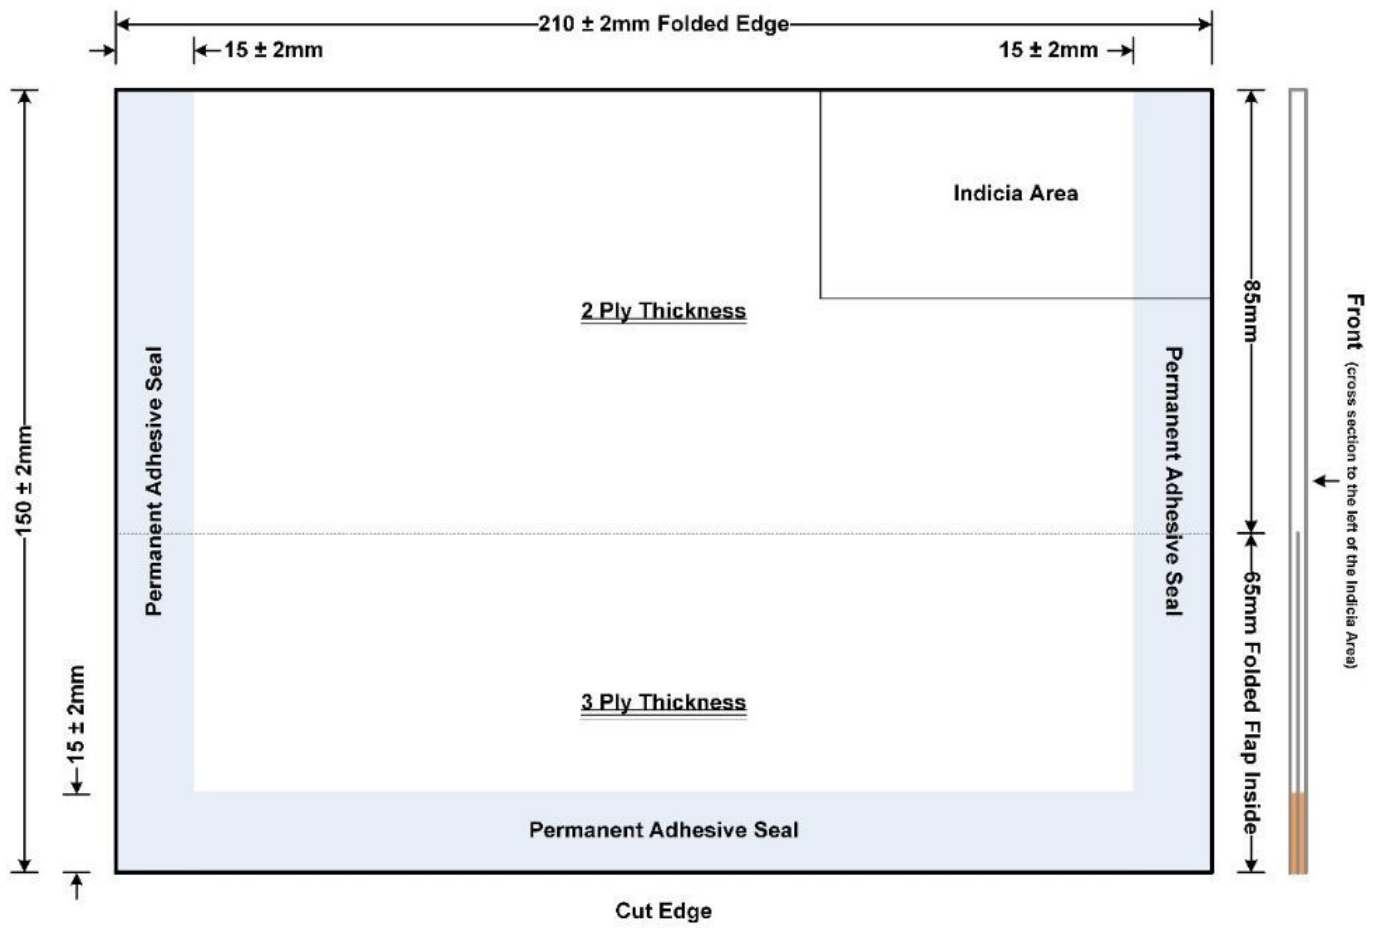 210 ± 2mm Folded Edge
15 ± 2mm
15 ± 2mm
Indicia Area
2 Ply Thickness
Permanent Adhesive Seal
Permanent Adhesive Seal
85mm
Front (cross section to the left of the Indicia Area)
150 ± 2mm
65mm Folded Flap Inside
15 ± 2mm
3 Ply Thickness
Permanent Adhesive Seal
Cut Edge